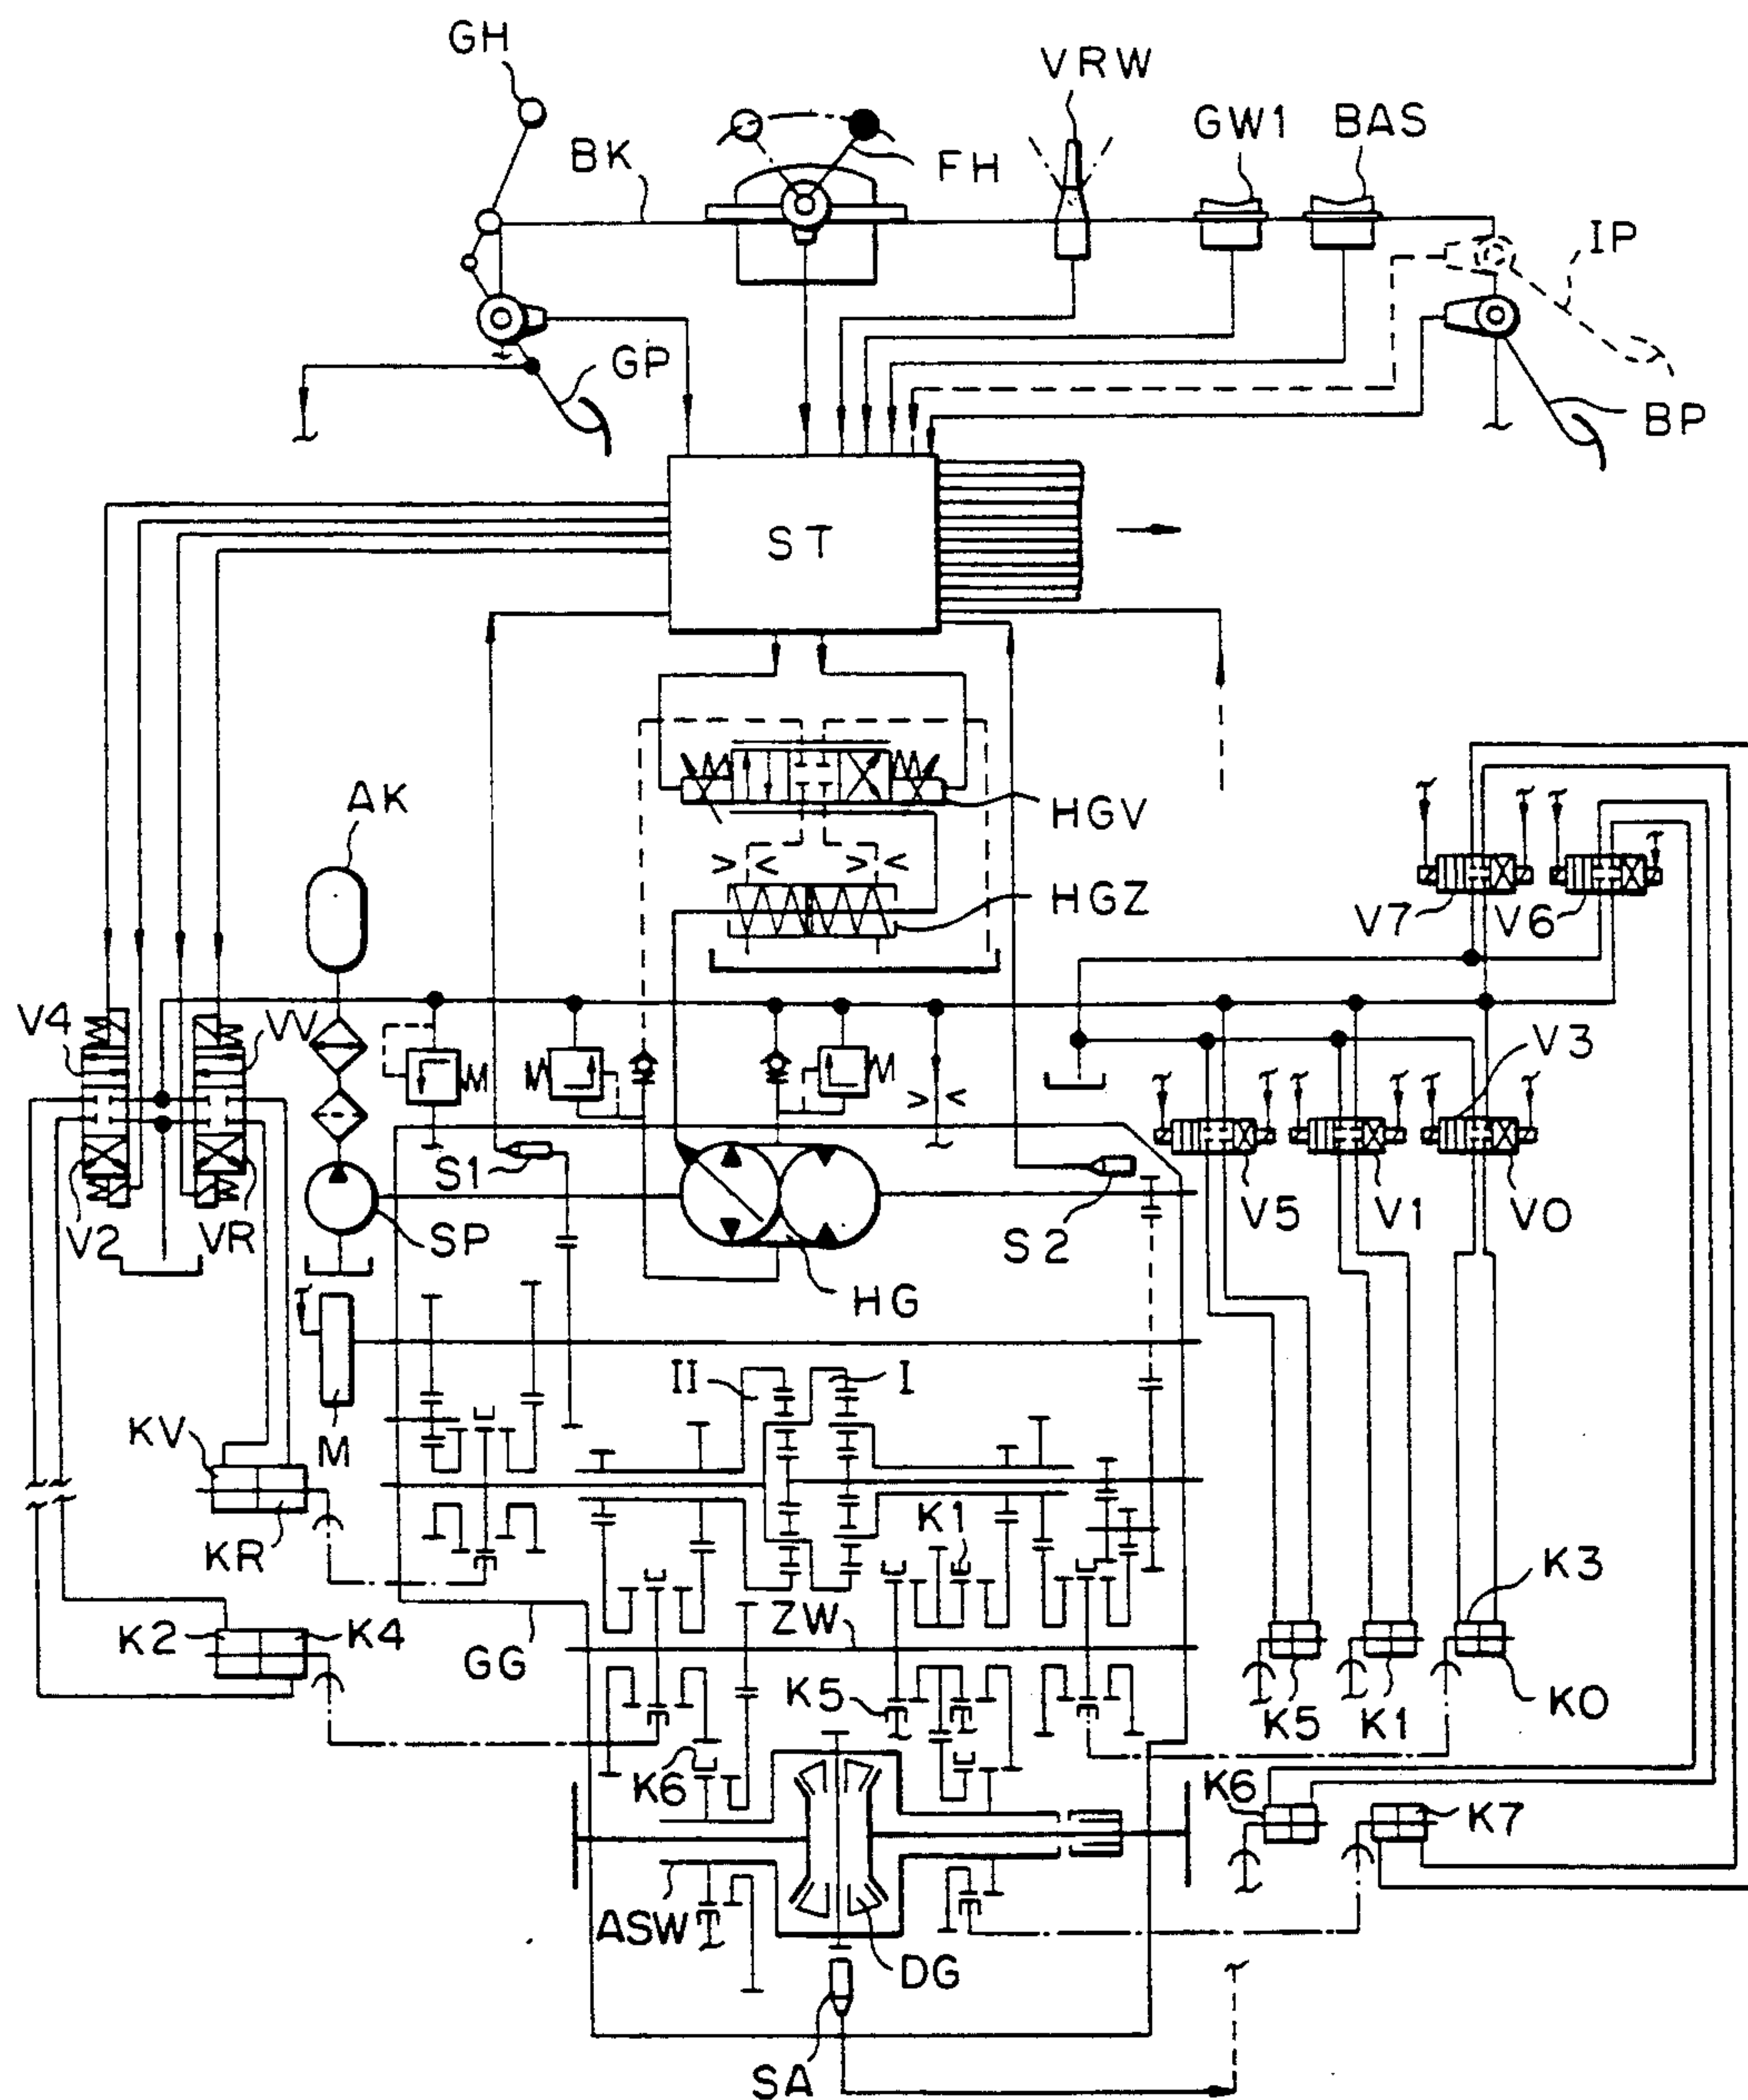 GH
VRW
GW1
BAS
BK
FH
IP
GP
BP
ST
AK
HGV
HGZ
V7
V6
V4
VV
V3
S1
S2
V5
V1
V0
V2
VR
SP
HG
II
I
KV
M
KR
K1
K3
K2
K4
ZW
GG
K5
K5
K1
K0
K6
K6
K7
ASW
DG
SA